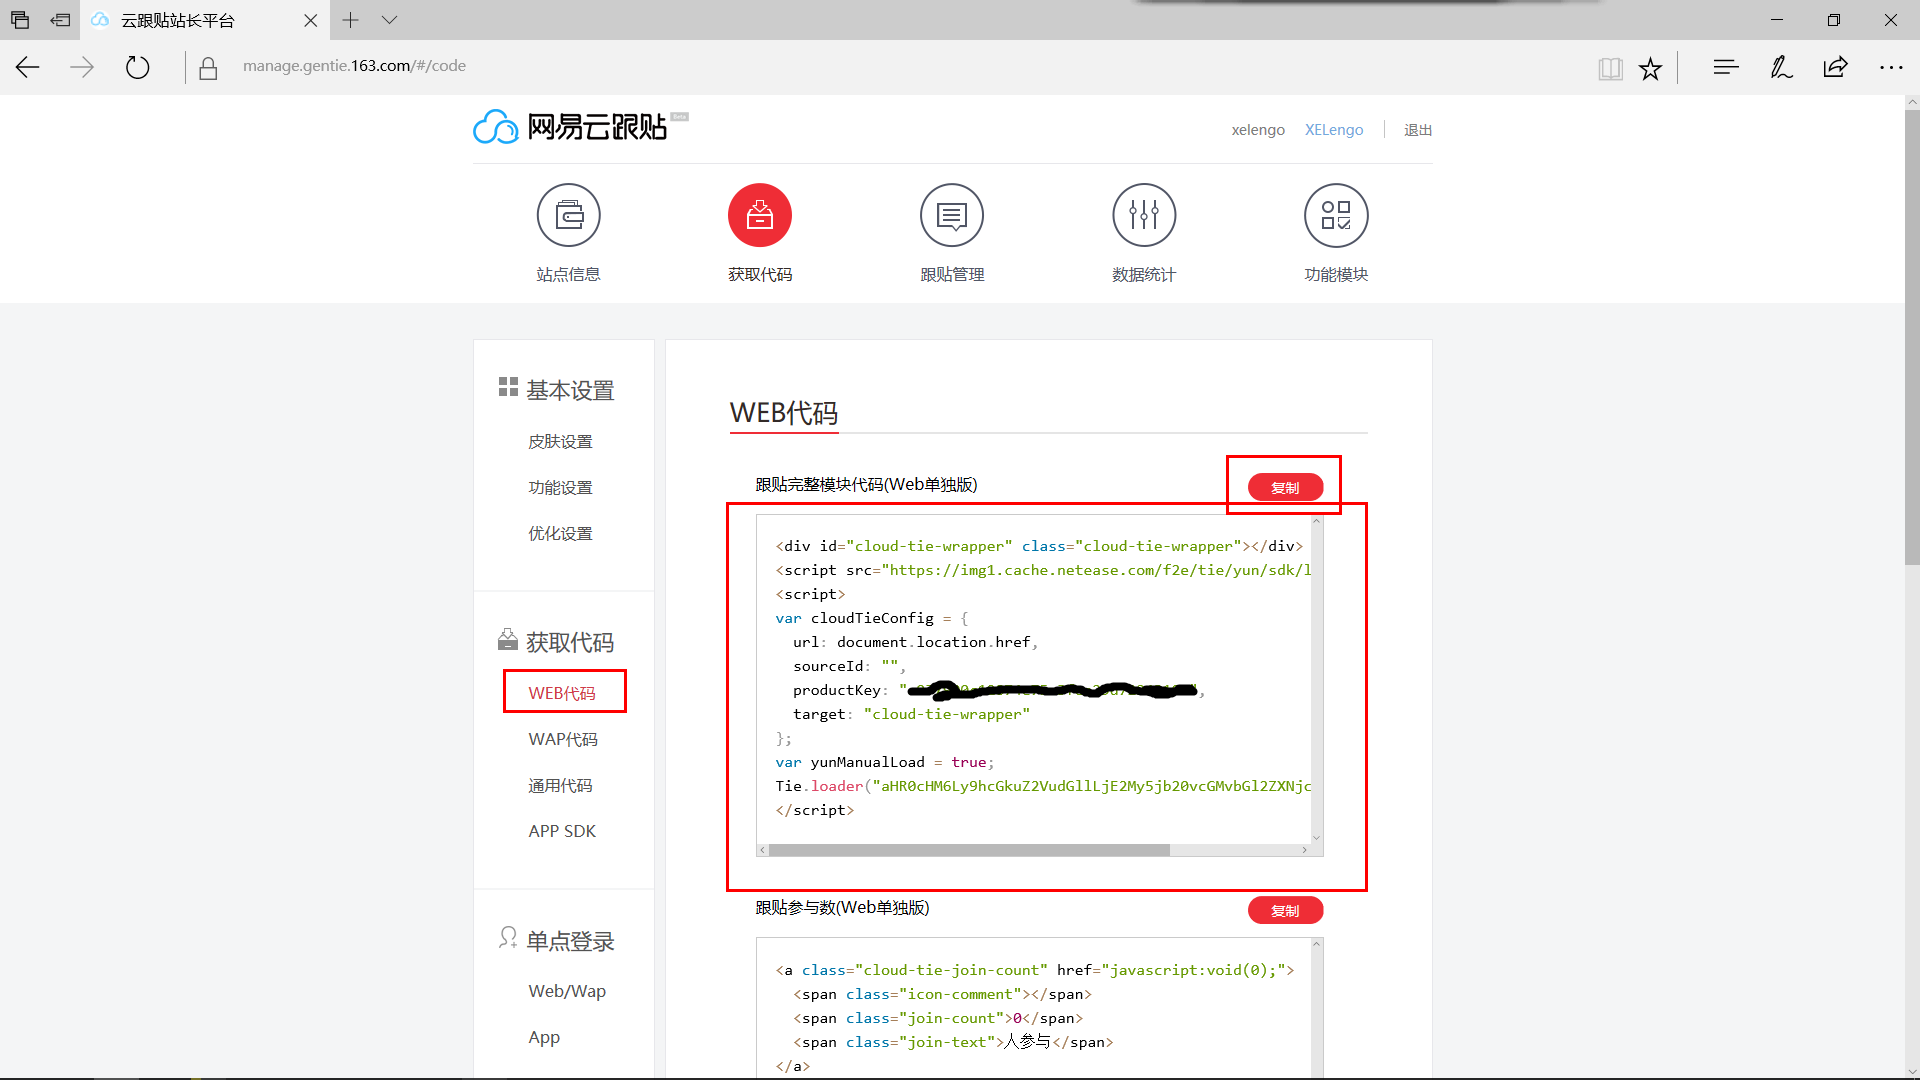 云跟贴站长平台
manage.gentie.163.com/#/code
网易云跟贴 Beta
xelengo XELengo 退出
站点信息 获取代码 跟贴管理 数据统计 功能模块
基本设置
皮肤设置
功能设置
优化设置
获取代码
WEB代码
WAP代码
通用代码
APP SDK
单点登录
Web/Wap
App
WEB代码
跟贴完整模块代码(Web单独版) 复制
<div id="cloud-tie-wrapper" class="cloud-tie-wrapper"></div>
<script src="https://img1.cache.netease.com/f2e/tie/yun/sdk/l
<script>
var cloudTieConfig = {
url: document.location.href,
sourceId: "",
productKey: "
target: "cloud-tie-wrapper"
};
var yunManualLoad = true;
Tie.loader("aHR0cHM6Ly9hcGkuZ2VudGllLjE2My5jb20vcGMvbGl2ZXNjc
</script>
跟贴参与数(Web单独版) 复制
<a class="cloud-tie-join-count" href="javascript:void(0);">
<span class="icon-comment"></span>
<span class="join-count">0</span>
<span class="join-text">人参与</span>
</a>